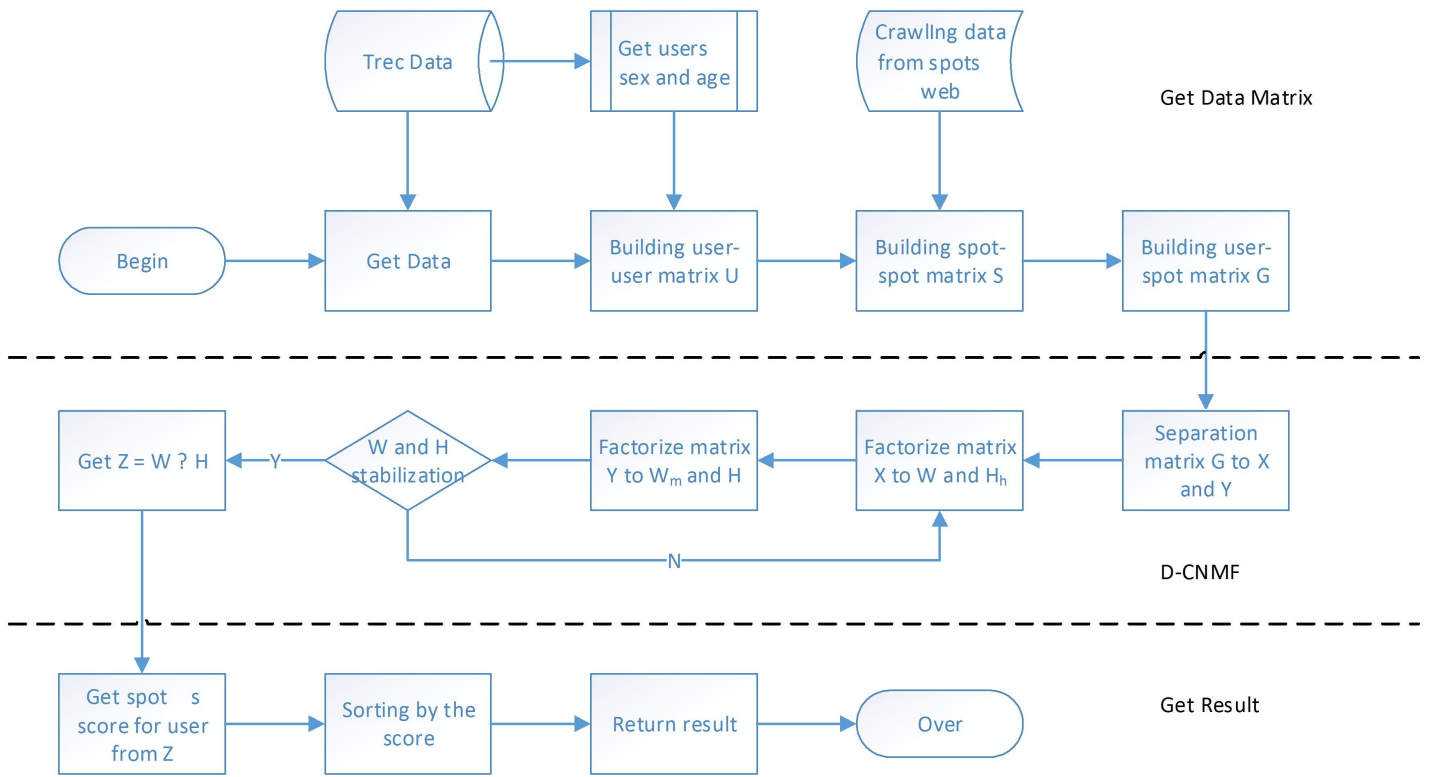 Trec Data
Get users
sex and age
Crawling data
from spots
web
Get Data Matrix
Begin
Get Data
Building user-
user matrix U
Building spot-
spot matrix S
Building user-
spot matrix G
Get Z = W ? H
Y
W and H
stabilization
Factorize matrix
Y to Wm and H
Factorize matrix
X to W and Hh
Separation
matrix G to X
and Y
N
D-CNMF
Get spot s
score for user
from Z
Sorting by the
score
Return result
Over
Get Result